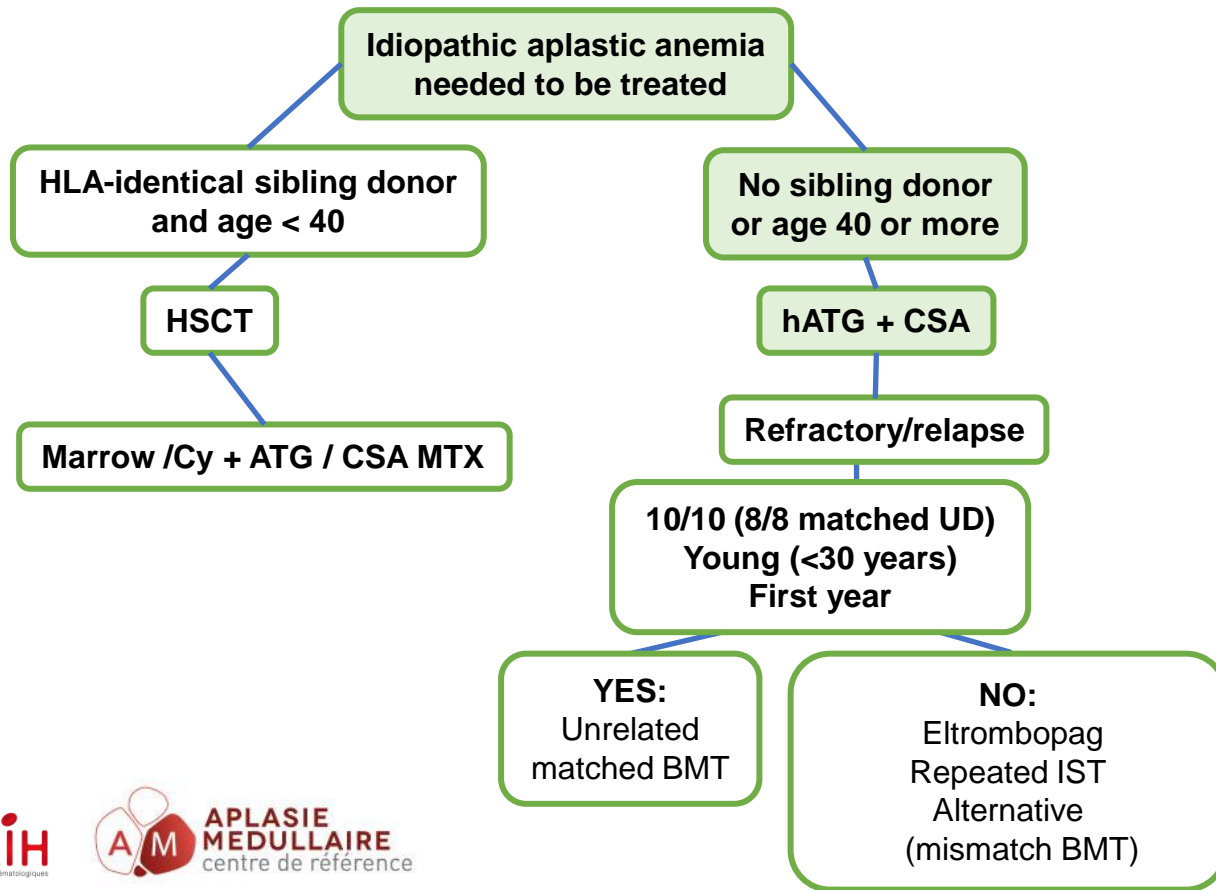 Idiopathic aplastic anemia
needed to be treated
HLA-identical sibling donor
and age < 40
No sibling donor
or age 40 or more
HSCT
hATG + CSA
Marrow /Cy + ATG / CSA MTX
Refractory/relapse
10/10 (8/8 matched UD)
Young (<30 years)
First year
YES:
Unrelated
matched BMT
NO:
Eltrombopag
Repeated IST
Alternative
(mismatch BMT)
iH
ématologiques
AM
APLASIE
MEDULLAIRE
centre de référence